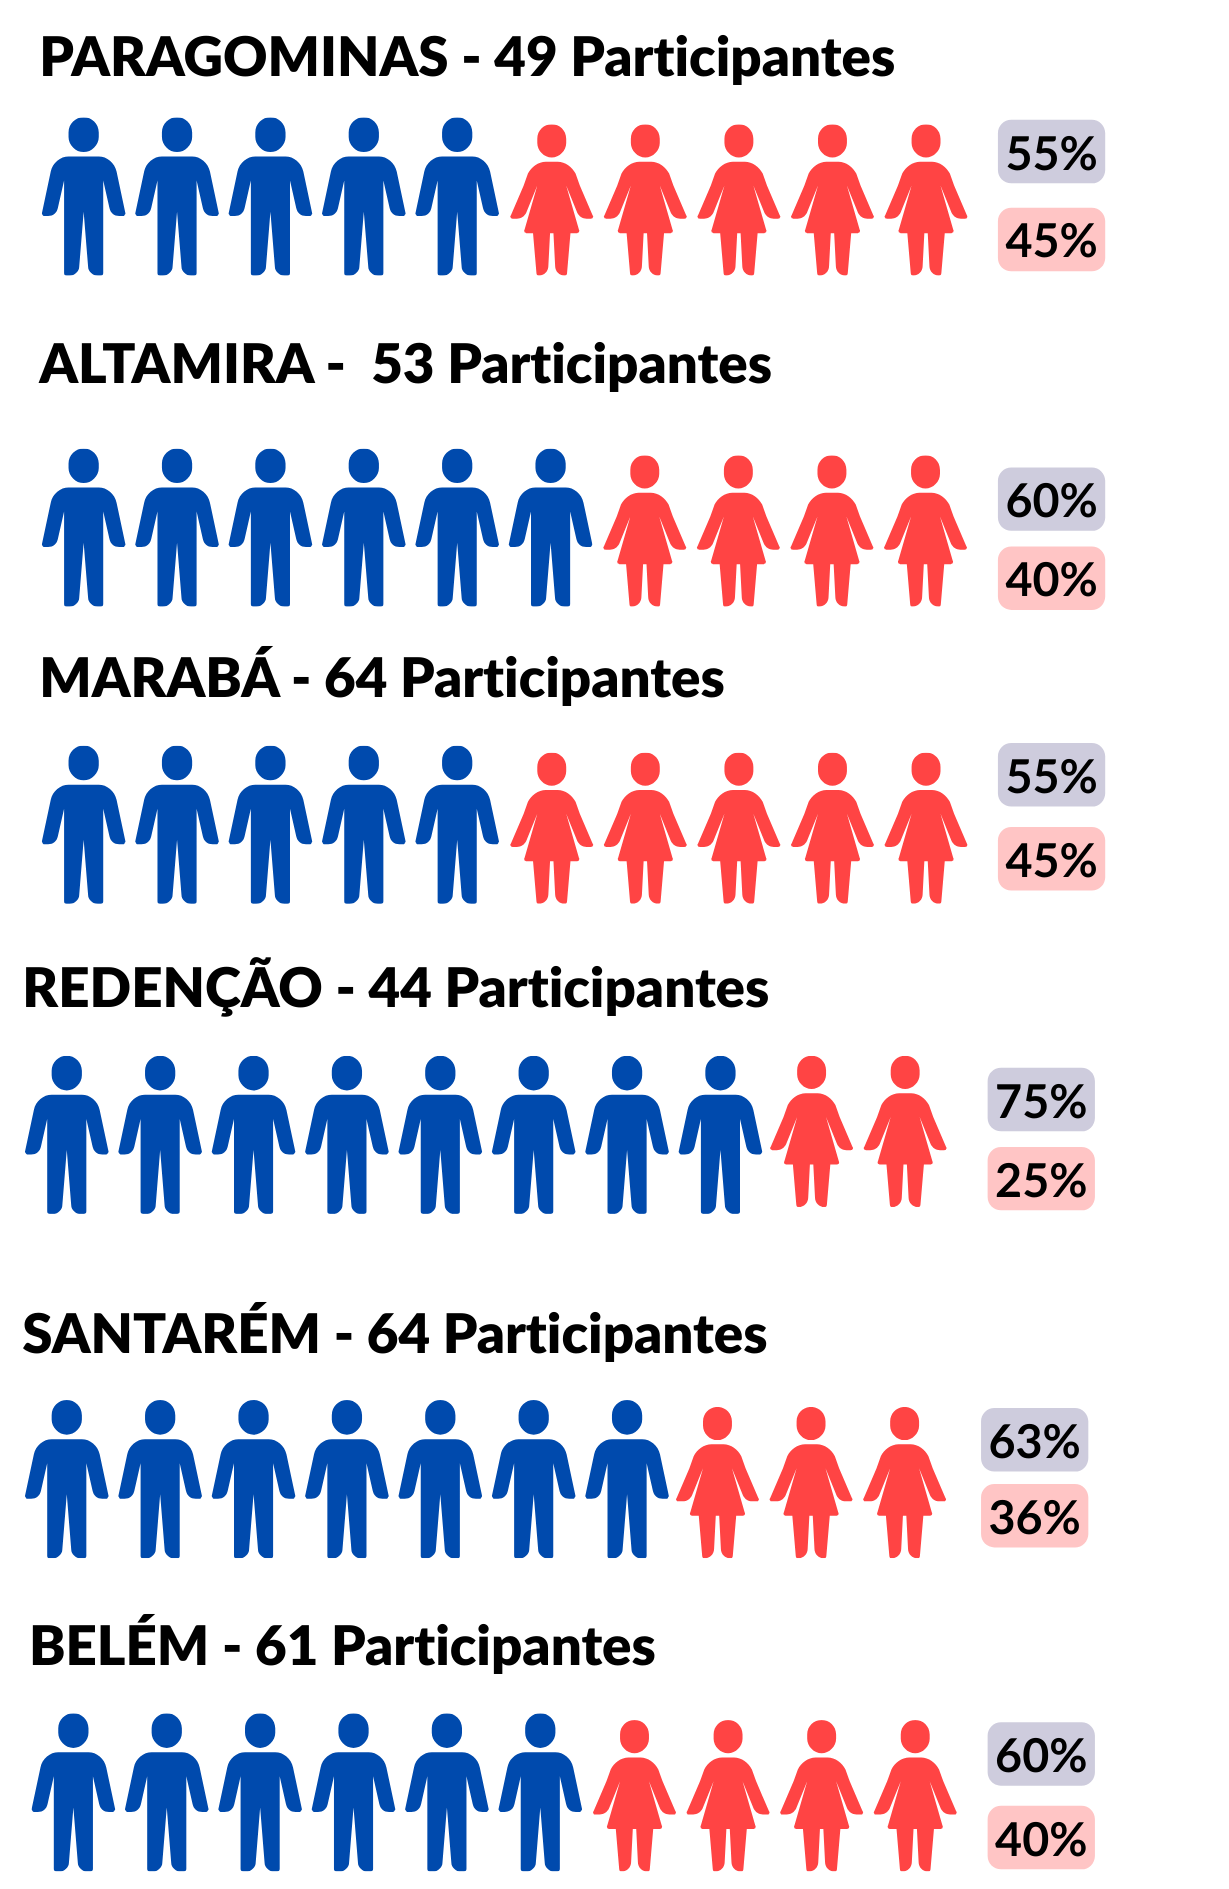 PARAGOMINAS - 49 Participantes
55%
45%
ALTAMIRA - 53 Participantes
60%
40%
MARABÁ - 64 Participantes
55%
45%
REDENÇÃO - 44 Participantes
75%
25%
SANTARÉM - 64 Participantes
63%
36%
BELÉM - 61 Participantes
60%
40%